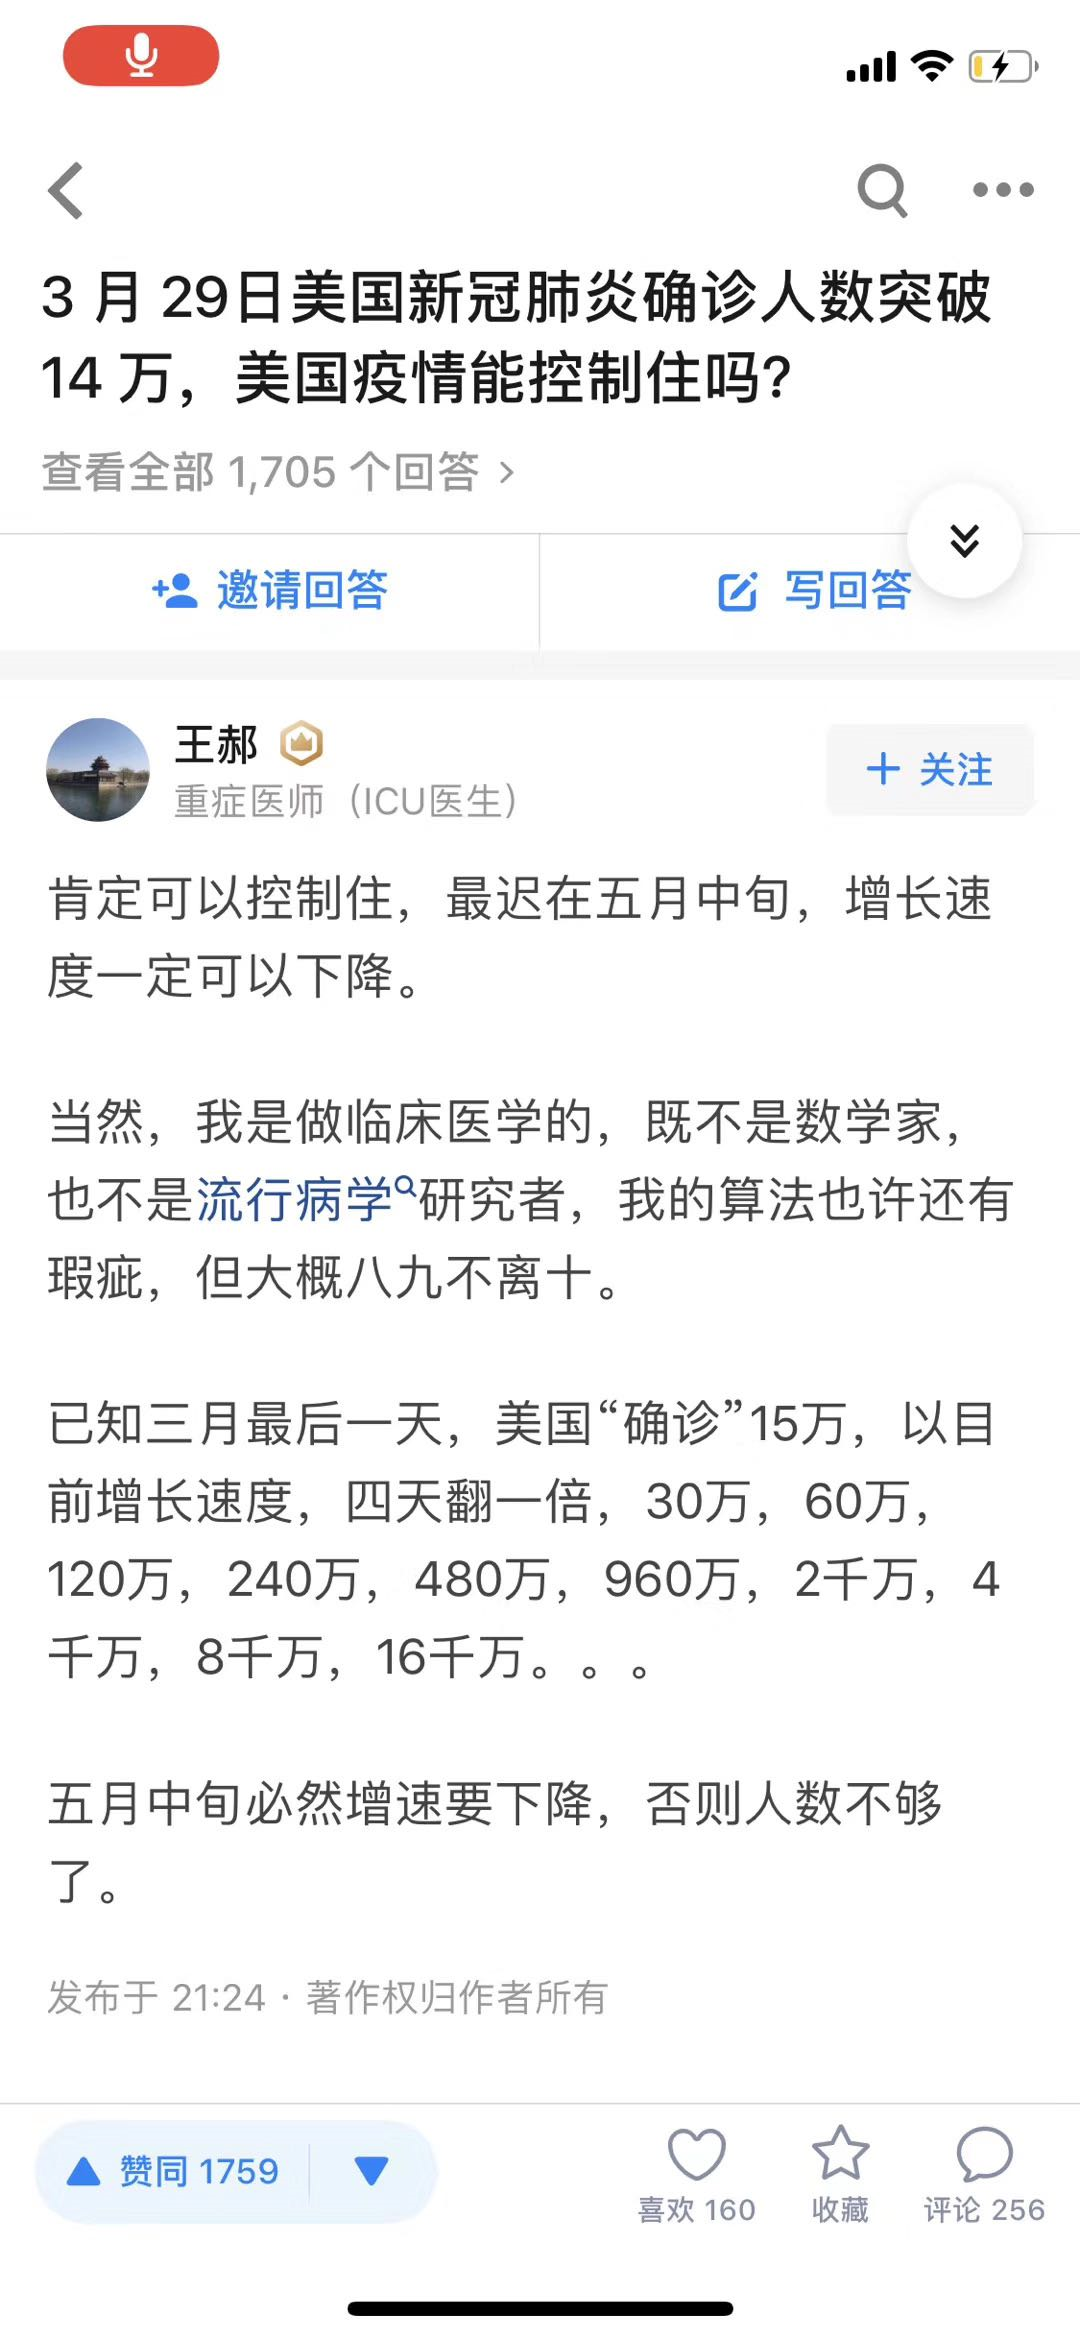 3 月 29日美国新冠肺炎确诊人数突破
14 万，美国疫情能控制住吗?
查看全部 1,705 个回答 >
邀请回答
写回答
王郝
重症医师（ICU医生）
+ 关注
肯定可以控制住，最迟在五月中旬，增长速
度一定可以下降。
当然，我是做临床医学的，既不是数学家，
也不是流行病学研究者，我的算法也许还有
瑕疵，但大概八九不离十。
已知三月最后一天，美国“确诊”15万，以目
前增长速度，四天翻一倍，30万，60万，
120万，240万，480万，960万，2千万，4
千万，8千万，16千万。。。
五月中旬必然增速要下降，否则人数不够
了。
发布于 21:24 · 著作权归作者所有
赞同 1759
喜欢 160
收藏
评论 256